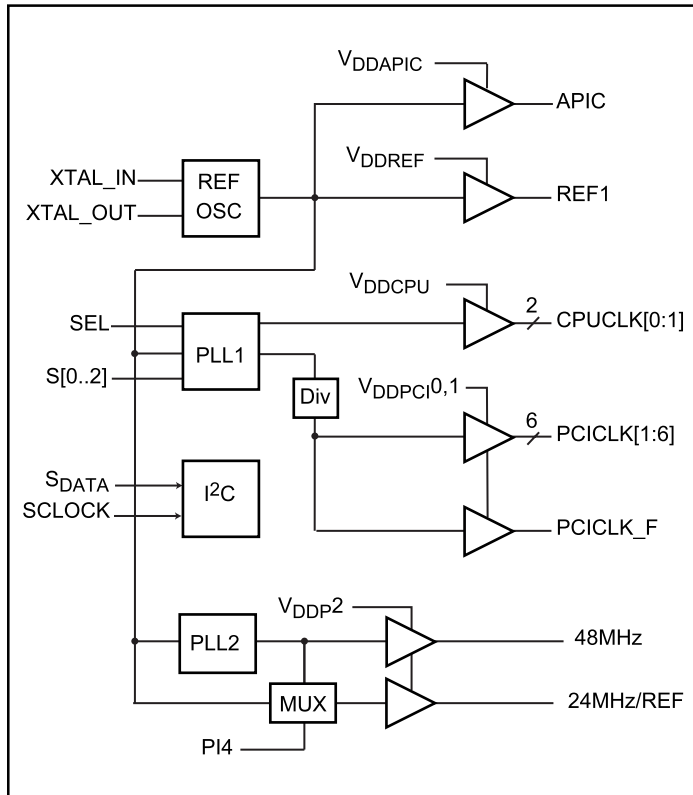 VDDAPIC
APIC
XTAL_IN
REF
OSC
XTAL_OUT
VDDREF
REF1
VDDCPU
SEL
PLL1
2
CPUCLK[0:1]
S[0..2]
Div
VDDPCI0,1
6
PCICLK[1:6]
SDATA
SCLOCK
I²C
PCICLK_F
VDDP2
PLL2
48MHz
MUX
24MHz/REF
PI4